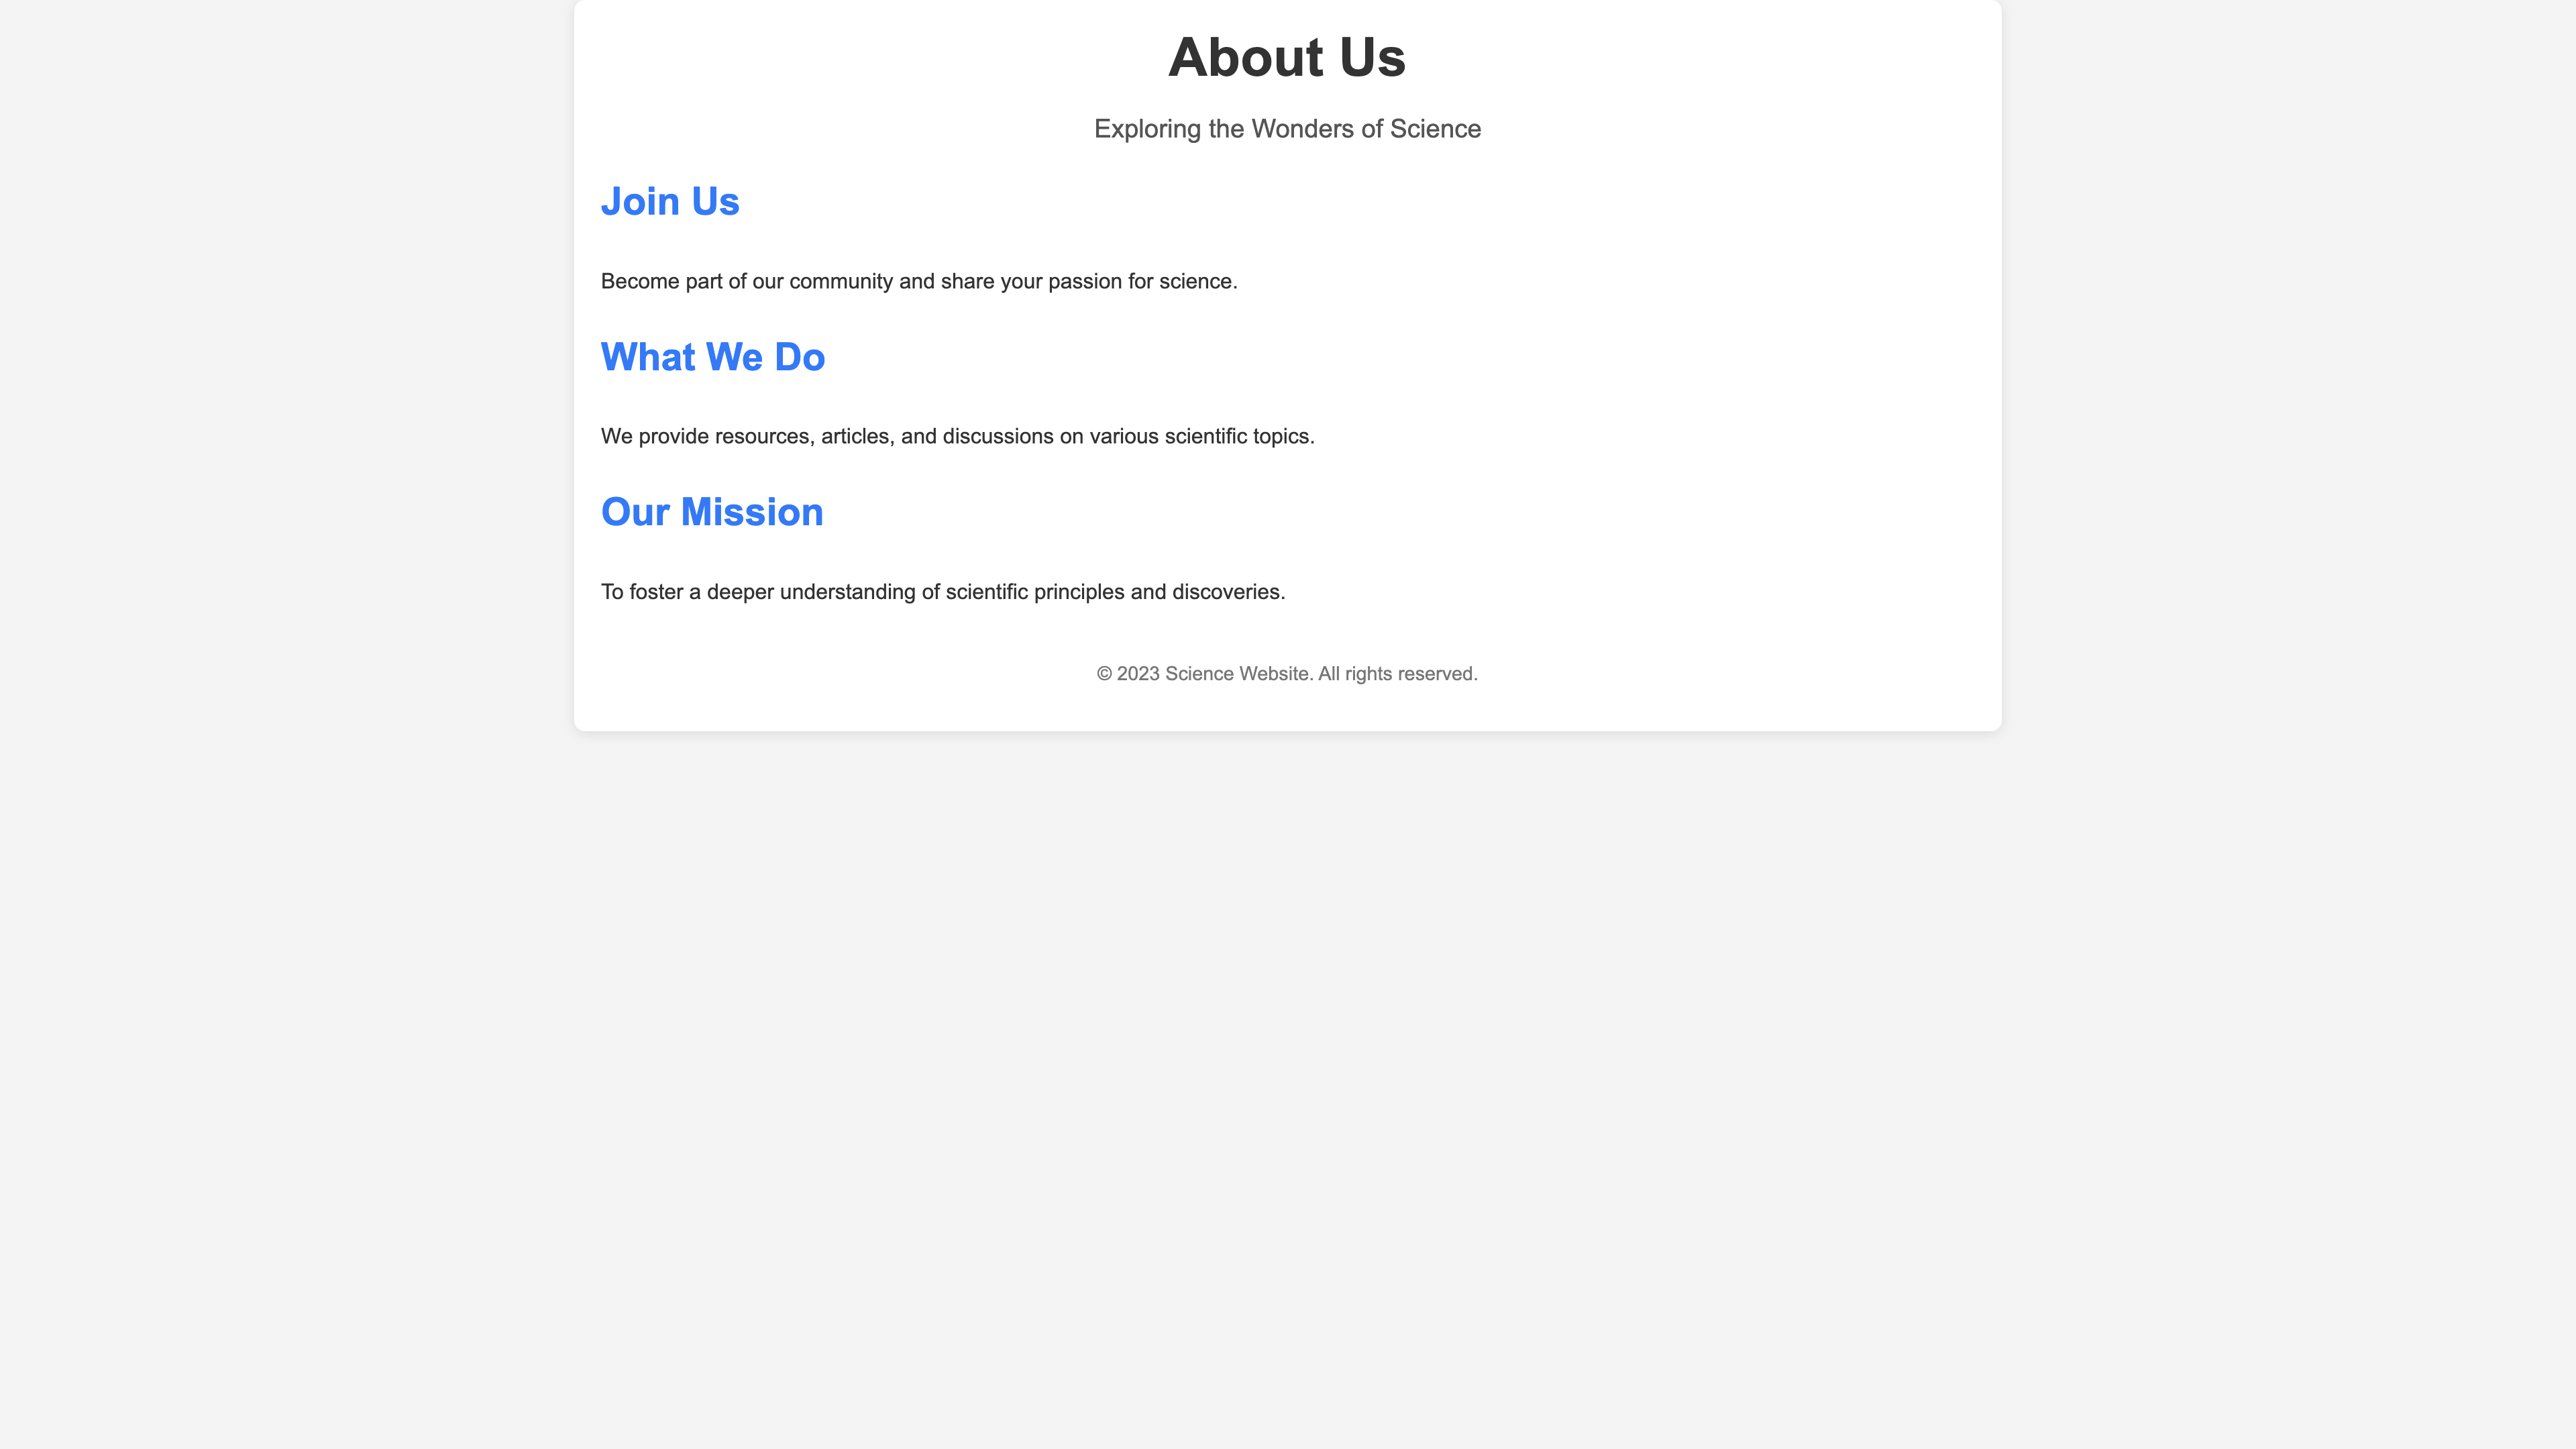 About Us
Exploring the Wonders of Science
Join Us
Become part of our community and share your passion for science.
What We Do
We provide resources, articles, and discussions on various scientific topics.
Our Mission
To foster a deeper understanding of scientific principles and discoveries.
© 2023 Science Website. All rights reserved.